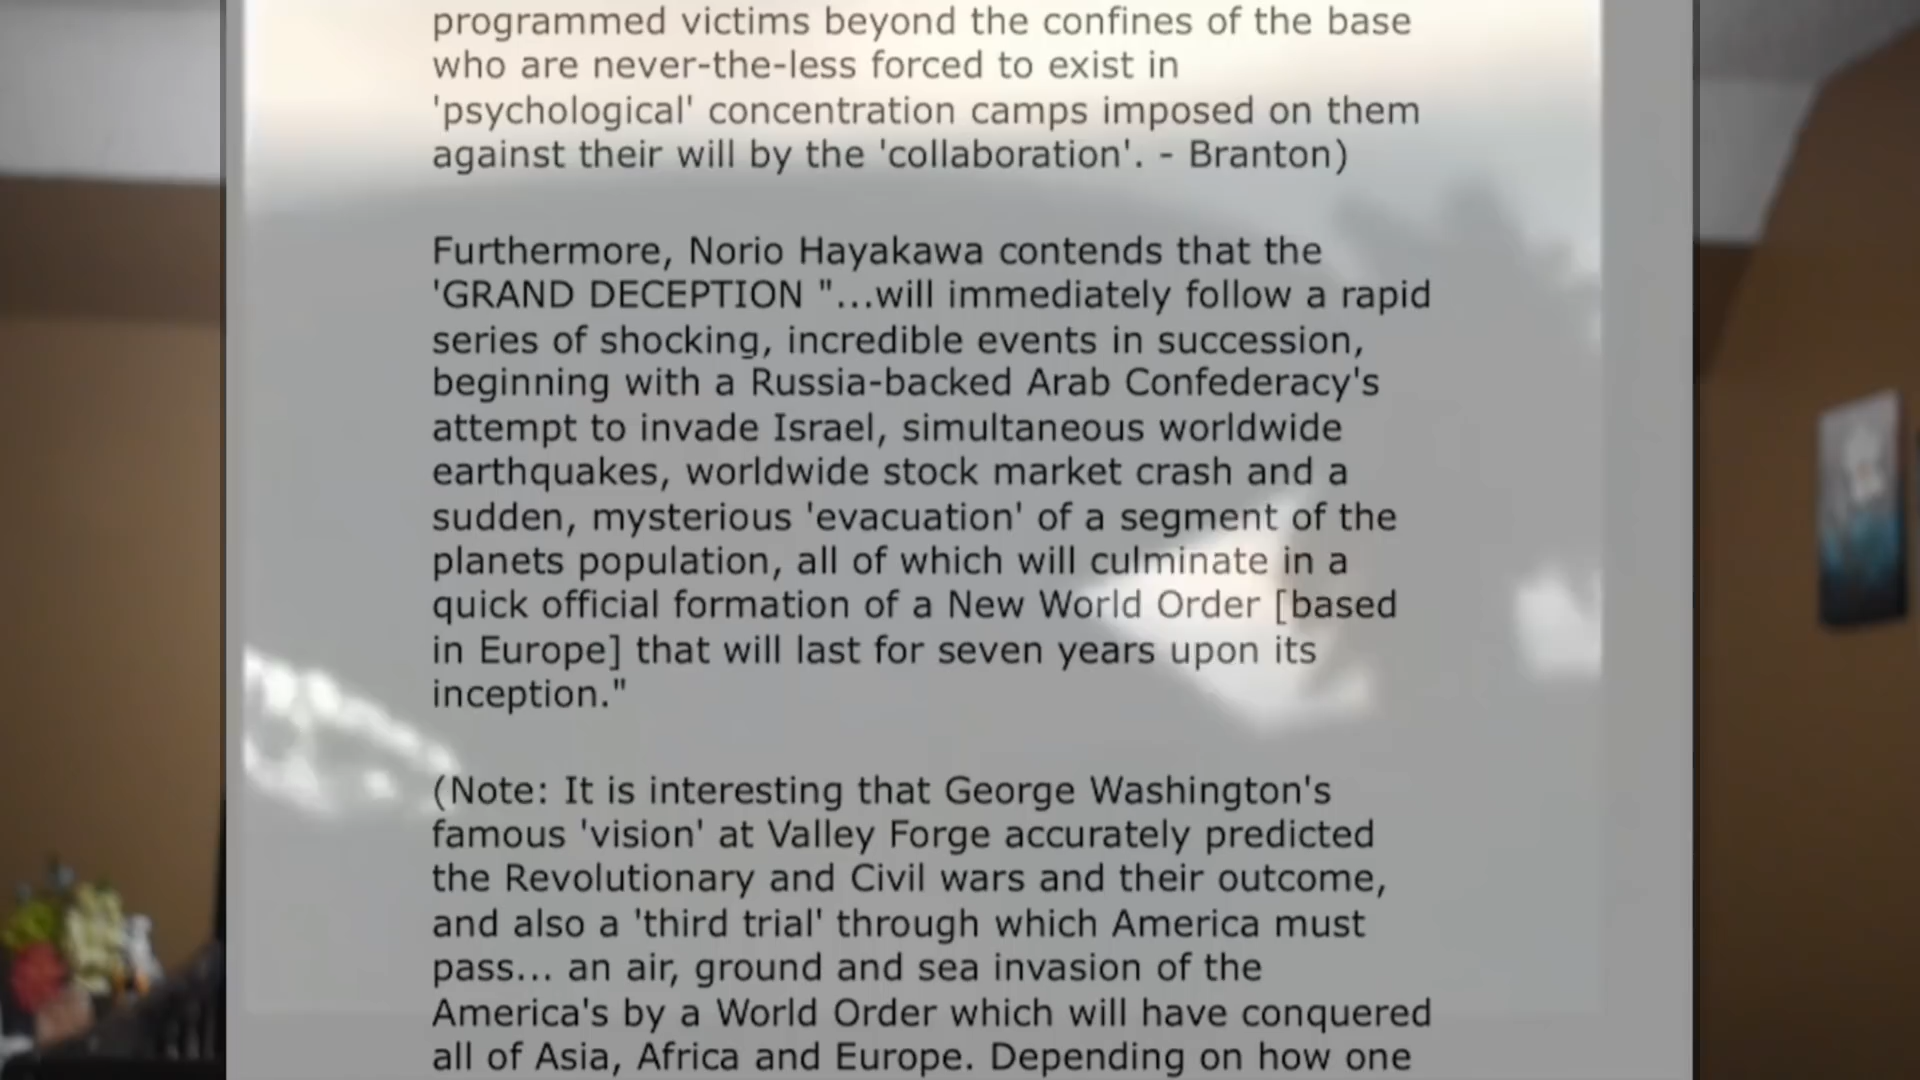 programmed victims beyond the confines of the base
who are never-the-less forced to exist in
'psychological' concentration camps imposed on them
against their will by the 'collaboration'. - Branton)
Furthermore, Norio Hayakawa contends that the
'GRAND DECEPTION "...will immediately follow a rapid
series of shocking, incredible events in succession,
beginning with a Russia-backed Arab Confederacy's
attempt to invade Israel, simultaneous worldwide
earthquakes, worldwide stock market crash and a
sudden, mysterious 'evacuation' of a segment of the
planets population, all of which will culminate in a
quick official formation of a New World Order [based
in Europe] that will last for seven years upon its
inception."
(Note: It is interesting that George Washington's
famous 'vision' at Valley Forge accurately predicted
the Revolutionary and Civil wars and their outcome,
and also a 'third trial' through which America must
pass... an air, ground and sea invasion of the
America's by a World Order which will have conquered
all of Asia, Africa and Europe. Depending on how one